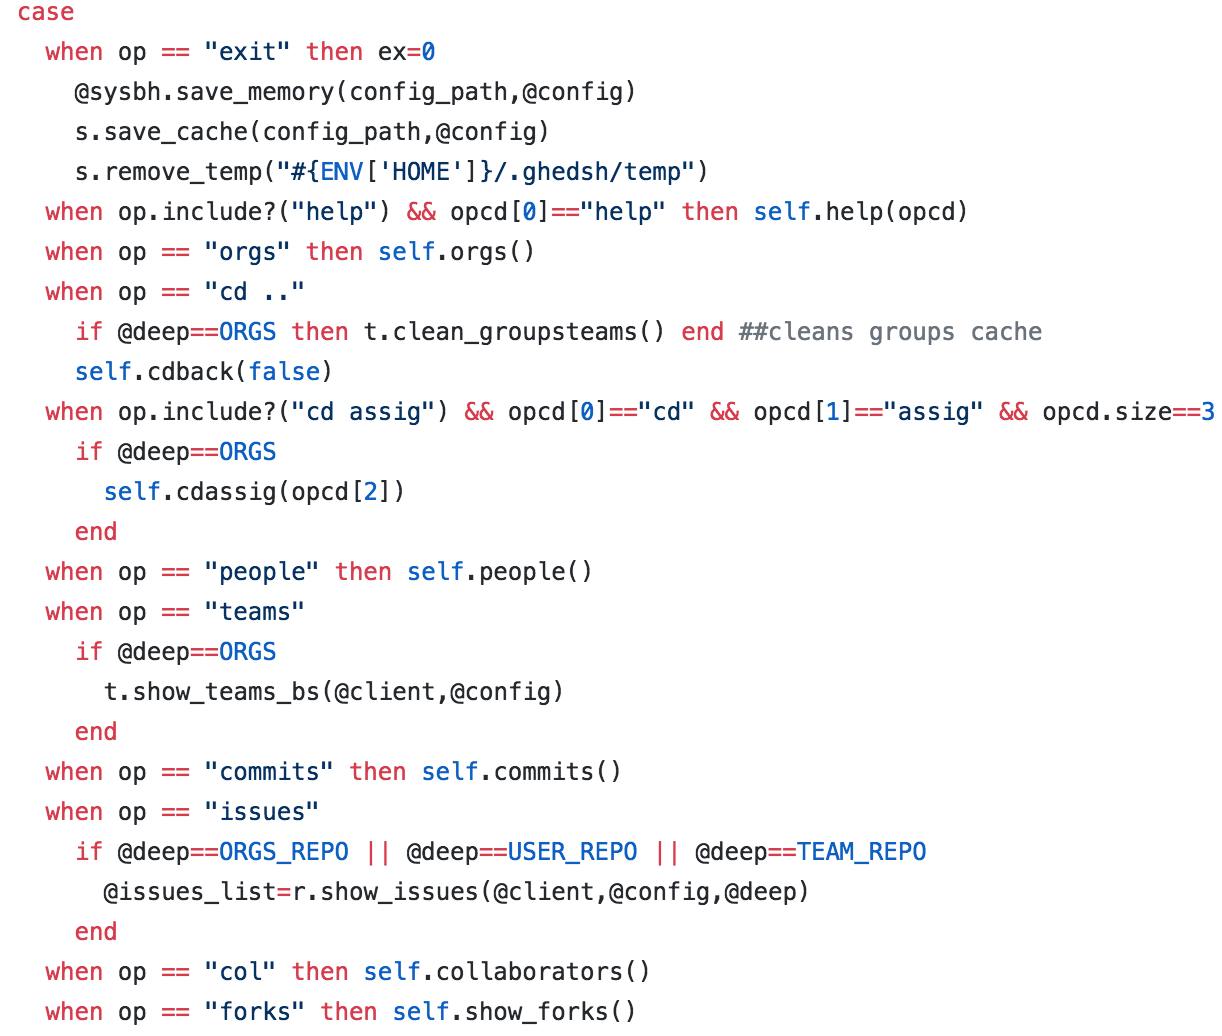 case
  when op == "exit" then ex=0
    @sysbh.save_memory(config_path,@config)
    s.save_cache(config_path,@config)
    s.remove_temp("#{ENV['HOME']}/.ghedsh/temp")
  when op.include?("help") && opcd[0]=="help" then self.help(opcd)
  when op == "orgs" then self.orgs()
  when op == "cd .."
    if @deep==ORGS then t.clean_groupsteams() end ##cleans groups cache
    self.cdback(false)
  when op.include?("cd assig") && opcd[0]=="cd" && opcd[1]=="assig" && opcd.size==3
    if @deep==ORGS
      self.cdassig(opcd[2])
    end
  when op == "people" then self.people()
  when op == "teams"
    if @deep==ORGS
      t.show_teams_bs(@client,@config)
    end
  when op == "commits" then self.commits()
  when op == "issues"
    if @deep==ORGS_REPO || @deep==USER_REPO || @deep==TEAM_REPO
      @issues_list=r.show_issues(@client,@config,@deep)
    end
  when op == "col" then self.collaborators()
  when op == "forks" then self.show_forks()